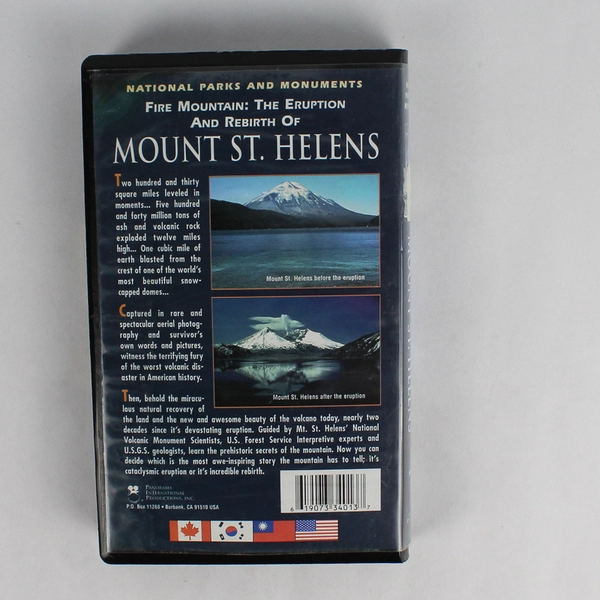 NATIONAL PARKS AND MONUMENTS
FIRE MOUNTAIN: THE ERUPTION
AND REBIRTH OF
MOUNT ST. HELENS
Two hundred and thirty
square miles leveled in
moments... Five hundred
and forty million tons of
ash and volcanic rock
exploded twelve miles
high... One cubic mile of
earth blasted from the
crest of one of the world's
most beautiful snow-
capped domes...
Mount St. Helens before the eruption
Captured in rare and
spectacular aerial photog-
raphy and survivor's
own words and pictures,
witness the terrifying fury
of the worst volcanic dis-
aster in American history.
Mount St. Helens after the eruption
Then, behold the miracu-
lous natural recovery of
the land and the new and awesome beauty of the volcano today, nearly two
decades since it's devastating eruption. Guided by Mt. St. Helens' National
Volcanic Monument Scientists, U.S. Forest Service Interpretive experts and
U.S.G.S. geologists, learn the prehistoric secrets of the mountain. Now you can
decide which is the most awe-inspiring story the mountain has to tell; it's
cataclysmic eruption or it's incredible rebirth.
PANORAMA
INTERNATIONAL
PRODUCTIONS, INC.
P.O. Box 11268 • Burbank, CA 91510 USA
6 19073 34013 7